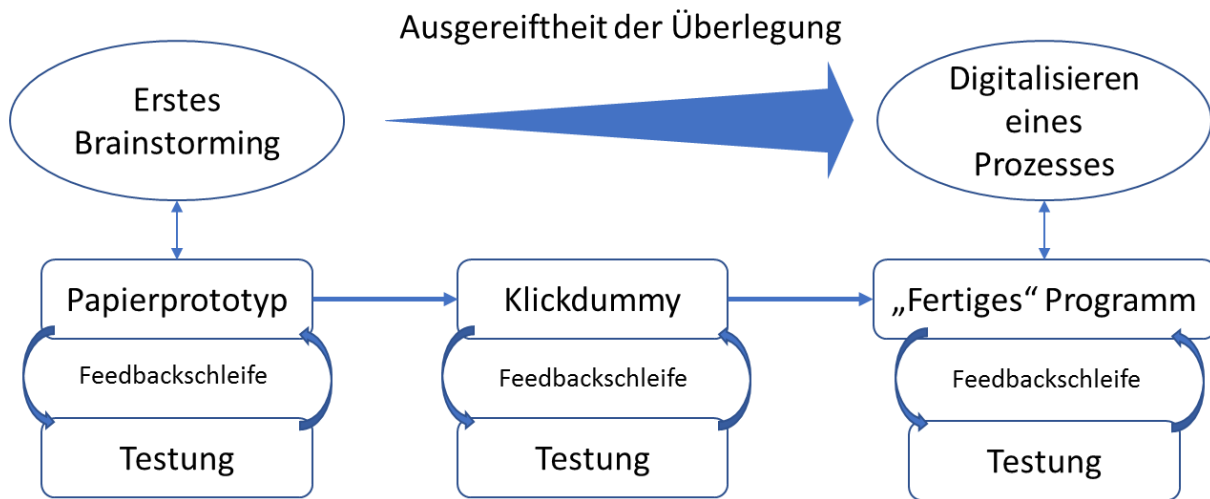 Ausgereiftheit der Überlegung
Erstes
Brainstorming
Digitalisieren
eines
Prozesses
Papierprototyp
Klickdummy
„Fertiges“ Programm
Feedbackschleife
Feedbackschleife
Feedbackschleife
Testung
Testung
Testung